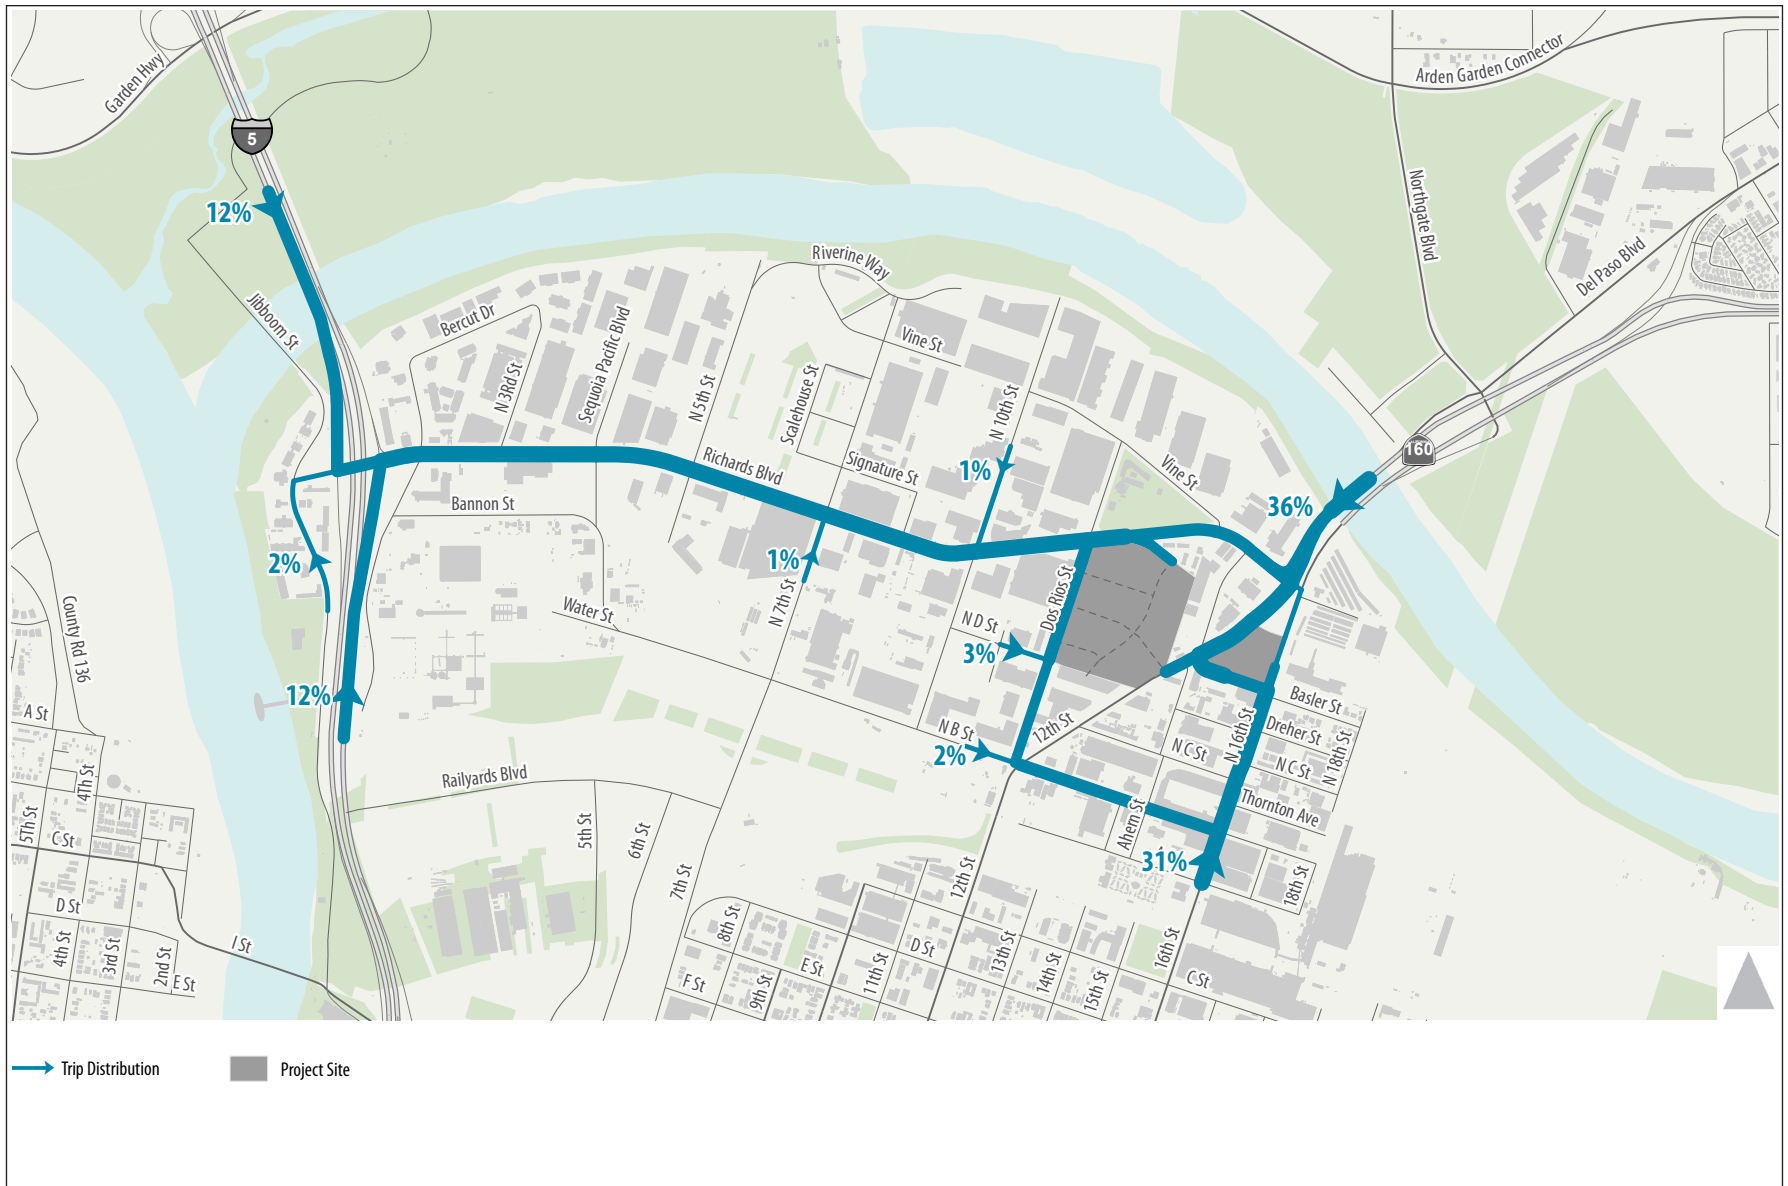 Garden Hwy
5
12%
Arden Garden Connector
Northgate Blvd
Del Paso Blvd
Riverine Way
Jibboom St
Bercut Dr
Sequoia Pacific Blvd
Vine St
N 3Rd St
N 5th St
Scalehouse St
N 10th St
160
Richards Blvd
Signature St
1%
Vine St
36%
Bannon St
2%
1%
N 7th St
Water St
Dos Rios St
N D St
3%
County Rd 136
12%
A St
Basler St
Dreher St
N 16th St
N C St
N C St
N 18th St
12th St
N B St
2%
4Th St
Railyards Blvd
Thornton Ave
5Th St
C St
5th St
6th St
Ahern St
31%
7th St
12th St
18th St
D St
I St
4th St
3rd St
2nd St
E St
8th St
9th St
E St
F St
11th St
D St
13th St
14th St
15th St
16th St
C St
Trip Distribution
Project Site